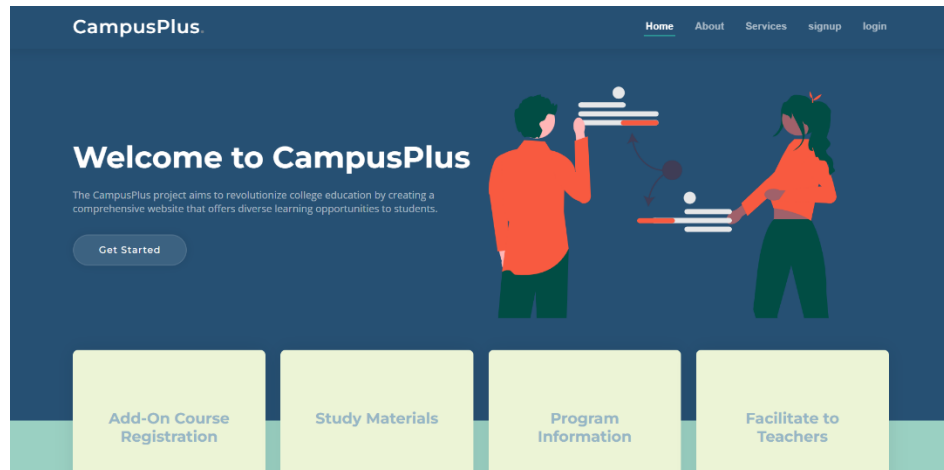 CampusPlus.
Home About Services signup login
Welcome to CampusPlus
The CampusPlus project aims to revolutionize college education by creating a
comprehensive website that offers diverse learning opportunities to students.
Get Started
Add-On Course
Registration
Study Materials
Program
Information
Facilitate to
Teachers